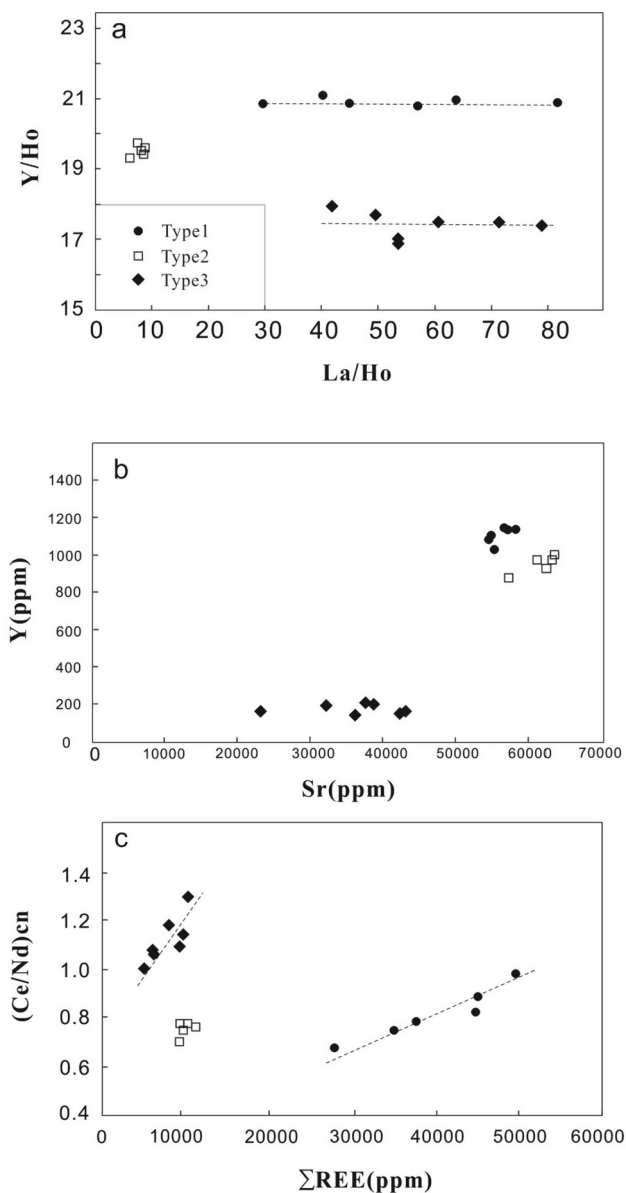 a
23
21
19
17
15
Y/Ho
Type1
Type2
Type3
0 10 20 30 40 50 60 70 80
La/Ho
b
1400
1200
1000
800
600
400
200
0
Y(ppm)
0 10000 20000 30000 40000 50000 60000 70000
Sr(ppm)
c
1.4
1.2
1.0
0.8
0.6
0.4
(Ce/Nd)cn
0 10000 20000 30000 40000 50000 60000
∑REE(ppm)